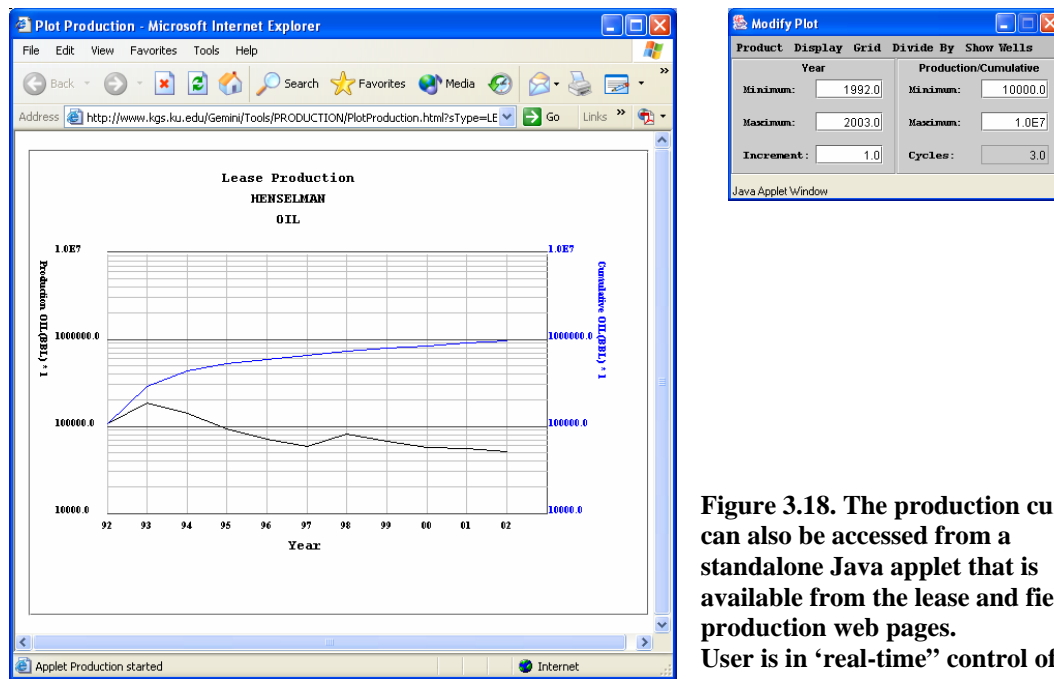 Plot Production - Microsoft Internet Explorer
File Edit View Favorites Tools Help
Back Search Favorites Media »
Address http://www.kgs.ku.edu/Gemini/Tools/PRODUCTION/PlotProduction.html?sType=LE Go Links »
Lease Production
HENSELMAN
OIL
1.0E7 1.0E7
Production OIL(BBL) * 1
Cumulative OIL(BBL) * 1
1000000.0 1000000.0
100000.0 100000.0
10000.0 10000.0
92 93 94 95 96 97 98 99 00 01 02
Year
Applet Production started Internet
Modify Plot
Product Display Grid Divide By Show Wells
Year Production/Cumulative
Minimum: 1992.0 Minimum: 10000.0
Maximum: 2003.0 Maximum: 1.0E7
Increment: 1.0 Cycles: 3.0
Java Applet Window
Figure 3.18. The production cu
can also be accessed from a
standalone Java applet that is
available from the lease and fie
production web pages.
User is in ‘real-time” control of